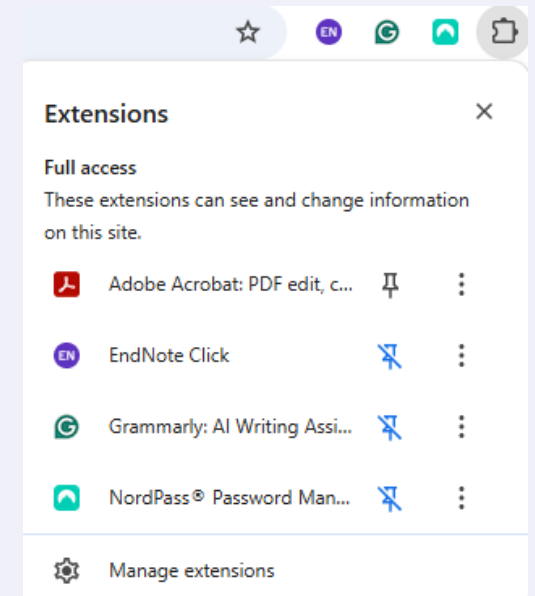 EN
Extensions
Full access
These extensions can see and change information
on this site.
Adobe Acrobat: PDF edit, c...
EN EndNote Click
Grammarly: AI Writing Assi...
NordPass® Password Man...
Manage extensions